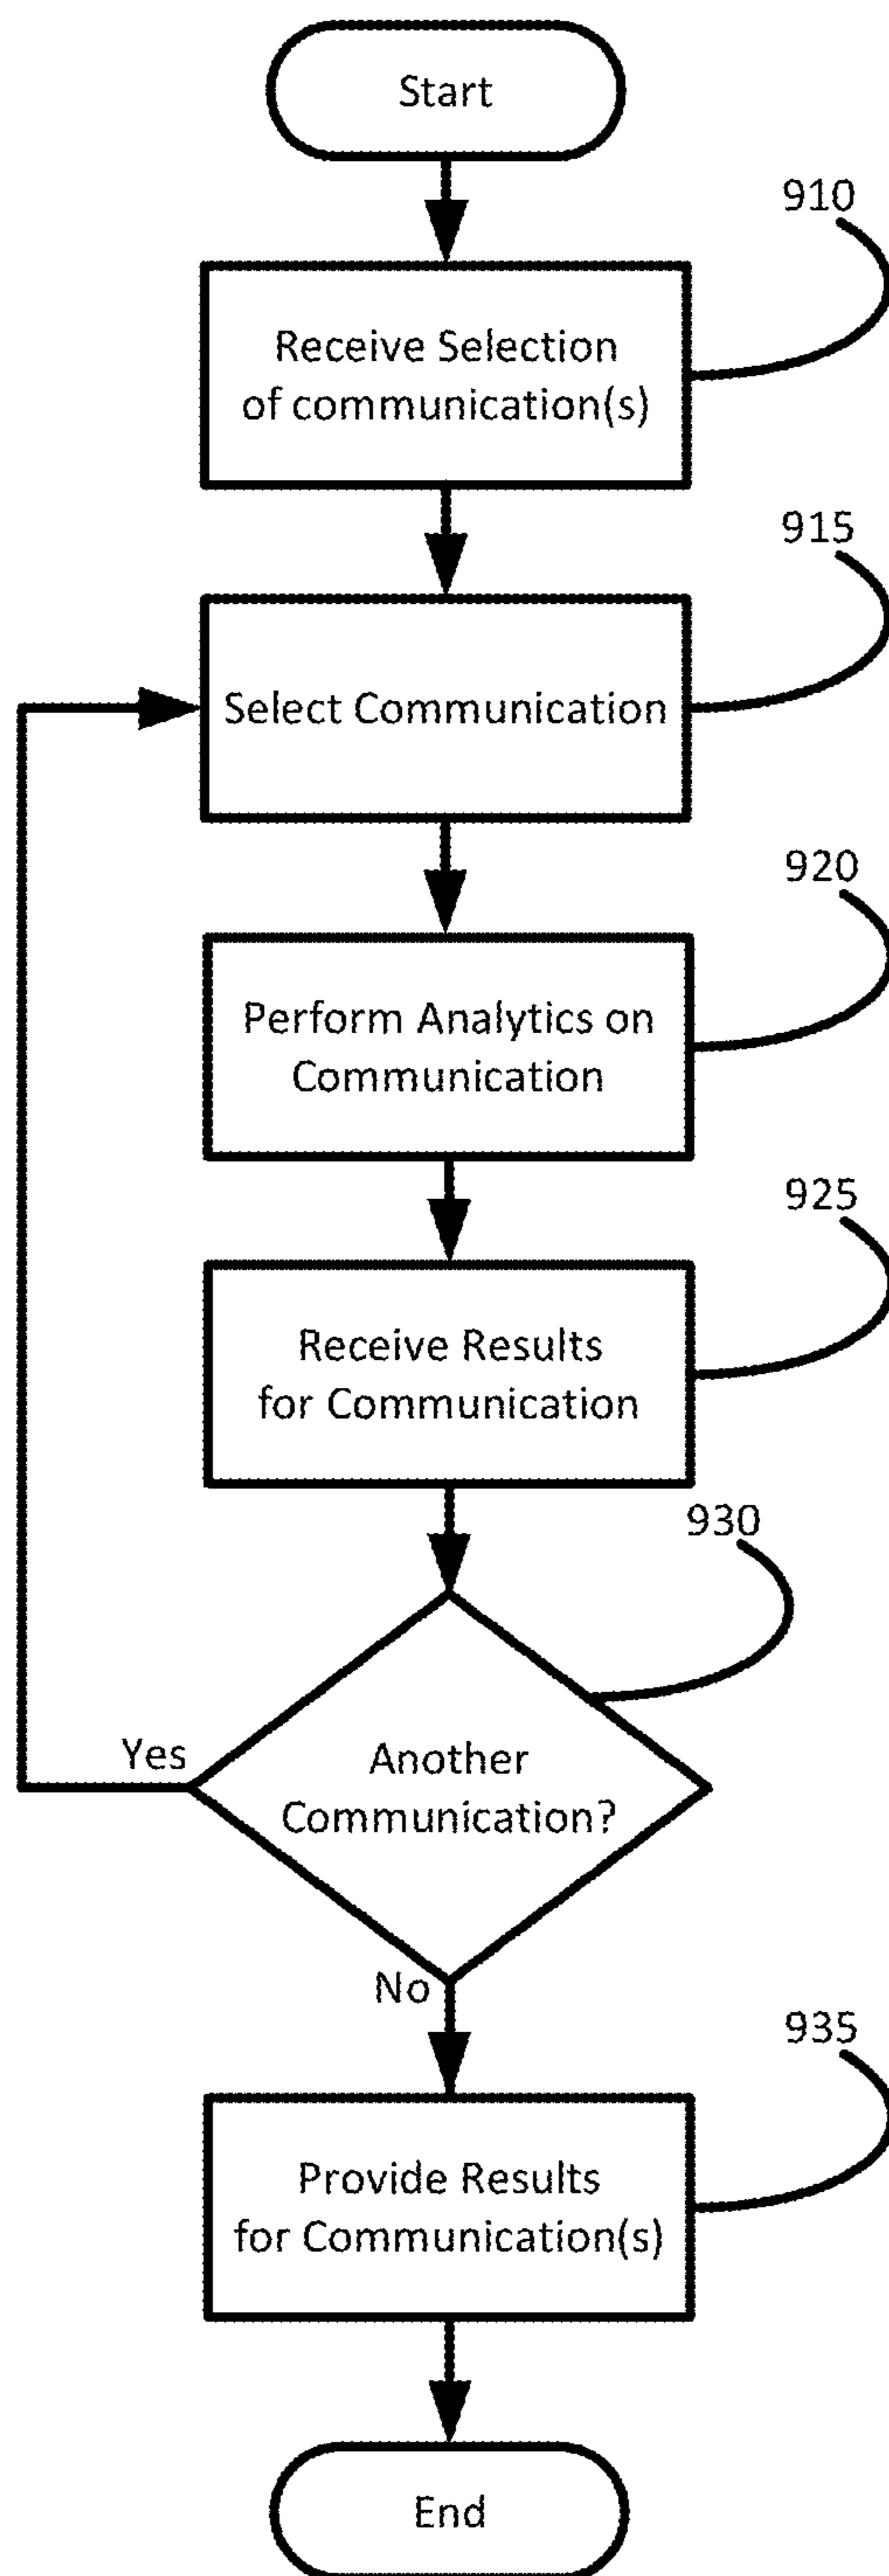 Start
910
Receive Selection
of communication(s)
915
Select Communication
920
Perform Analytics on
Communication
925
Receive Results
for Communication
930
Yes
Another
Communication?
No
935
Provide Results
for Communication(s)
End